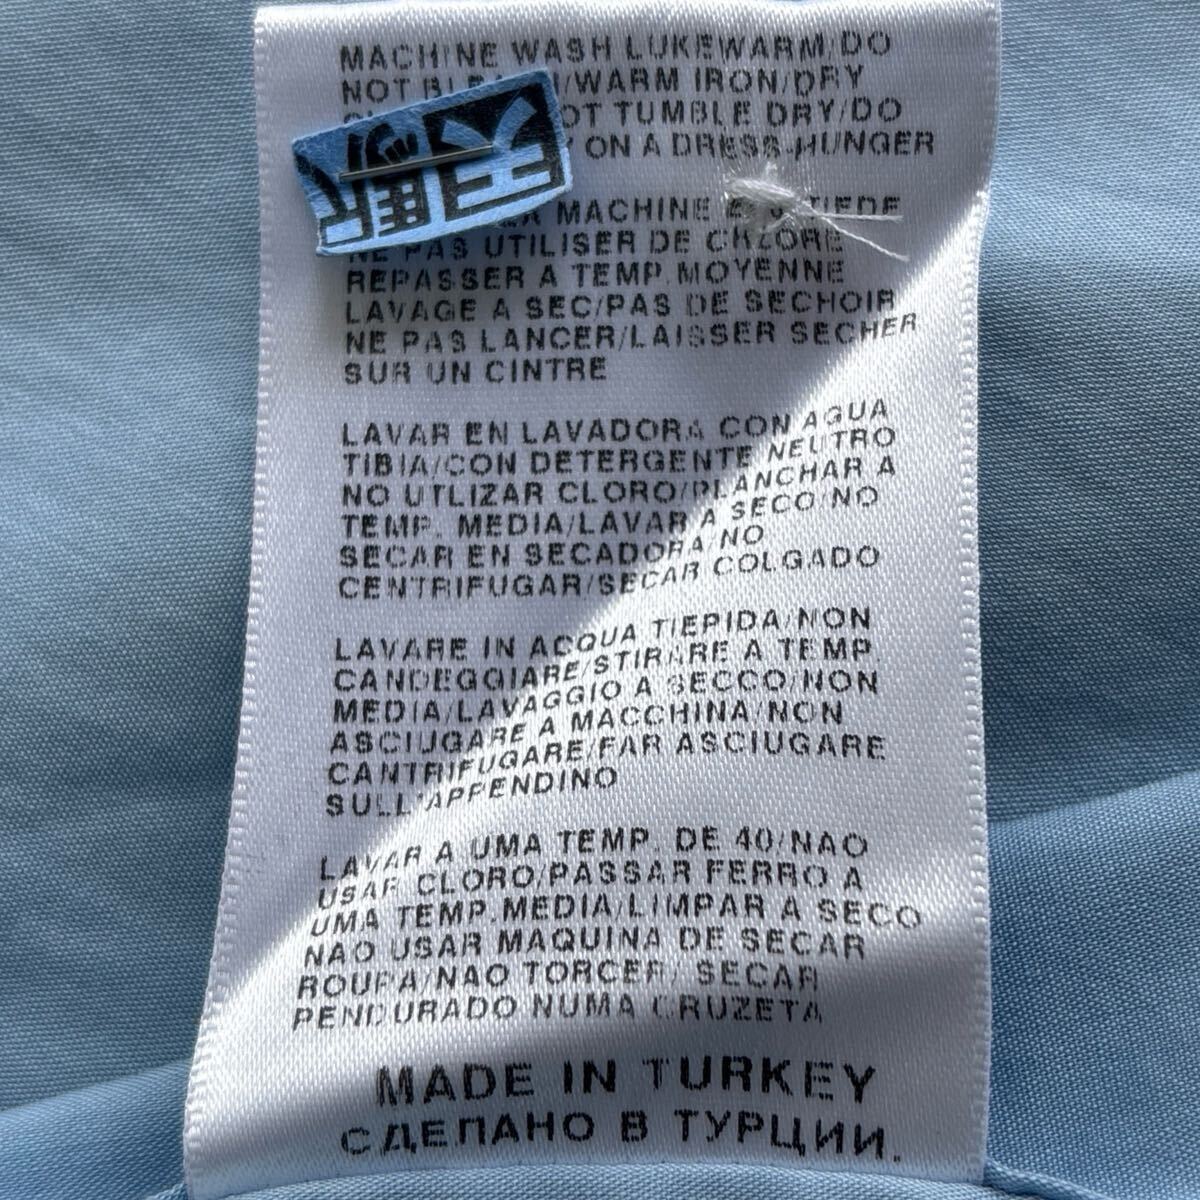 MACHINE WASH LUKEWARM/DO
NOT /WARM IRON/DRY
OT TUMBLE DRY/DO
ON A DRESS-HUNGER
MACHINE TIEDE
NE PAS UTILISER DE CHLORE
REPASSER A TEMP. MOYENNE
LAVAGE A SEC/PAS DE SECHOIR
NE PAS LANCER/LAISSER SECHER
SUR UN CINTRE
LAVAR EN LAVADORA CON AGUA
TIBIA/CON DETERGENTE NEUTRO
NO UTLIZAR CLORO/PLANCHAR A
TEMP. MEDIA/LAVAR A SECO/NO
SECAR EN SECADORA/NO
CENTRIFUGAR/SECAR COLGADO
LAVARE IN ACQUA TIEPIDA/NON
CANDEGGIARE/STIRARE A TEMP.
MEDIA/LAVAGGIO A SECCO/NON
ASCIUGARE A MACCHINA/NON
CANTRIFUGARE/FAR ASCIUGARE
SULL'APPENDINO
LAVAR A UMA TEMP. DE 40/NAO
USAR CLORO/PASSAR FERRO A
UMA TEMP.MEDIA/LIMPAR A SECO
NAO USAR MAQUINA DE SECAR
ROUPA/NAO TORCER/ SECAR
PENDURADO NUMA CRUZETA
MADE IN TURKEY
СДЕЛАНО В ТУРЦИИ.